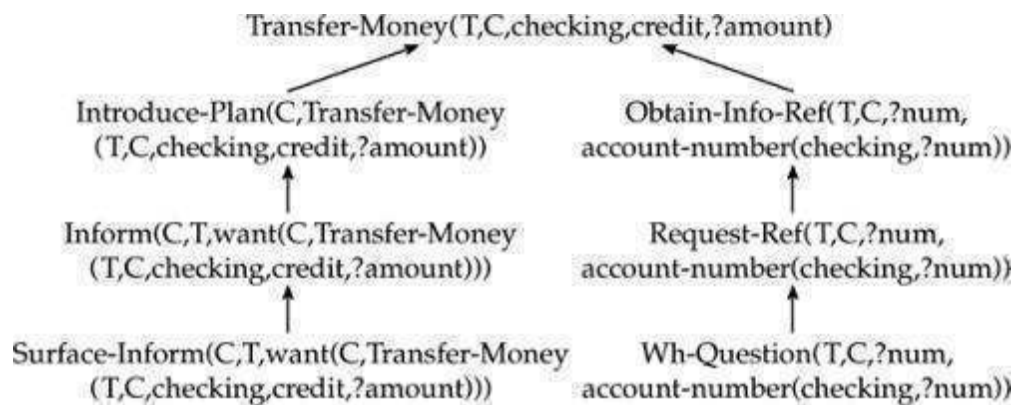 Transfer-Money(T,C,checking,credit,?amount)
Introduce-Plan(C,Transfer-Money
(T,C,checking,credit,?amount))
Obtain-Info-Ref(T,C,?num,
account-number(checking,?num))
Inform(C,T,want(C,Transfer-Money
(T,C,checking,credit,?amount)))
Request-Ref(T,C,?num,
account-number(checking,?num))
Surface-Inform(C,T,want(C,Transfer-Money
(T,C,checking,credit,?amount)))
Wh-Question(T,C,?num,
account-number(checking,?num))